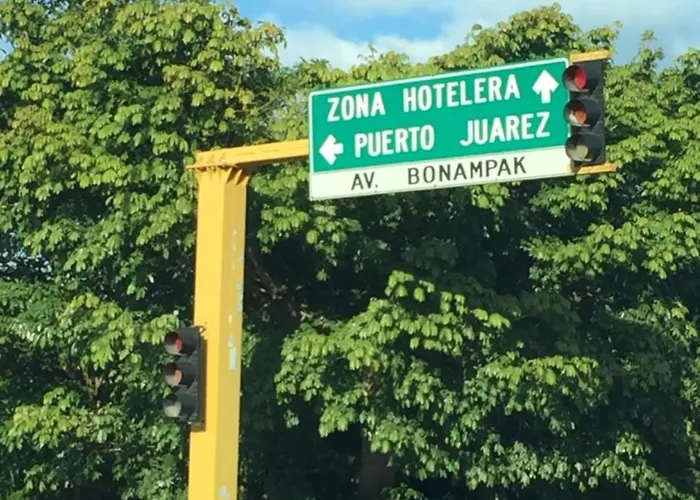 ZONA HOTELERA
PUERTO JUAREZ
AV. BONAMPAK